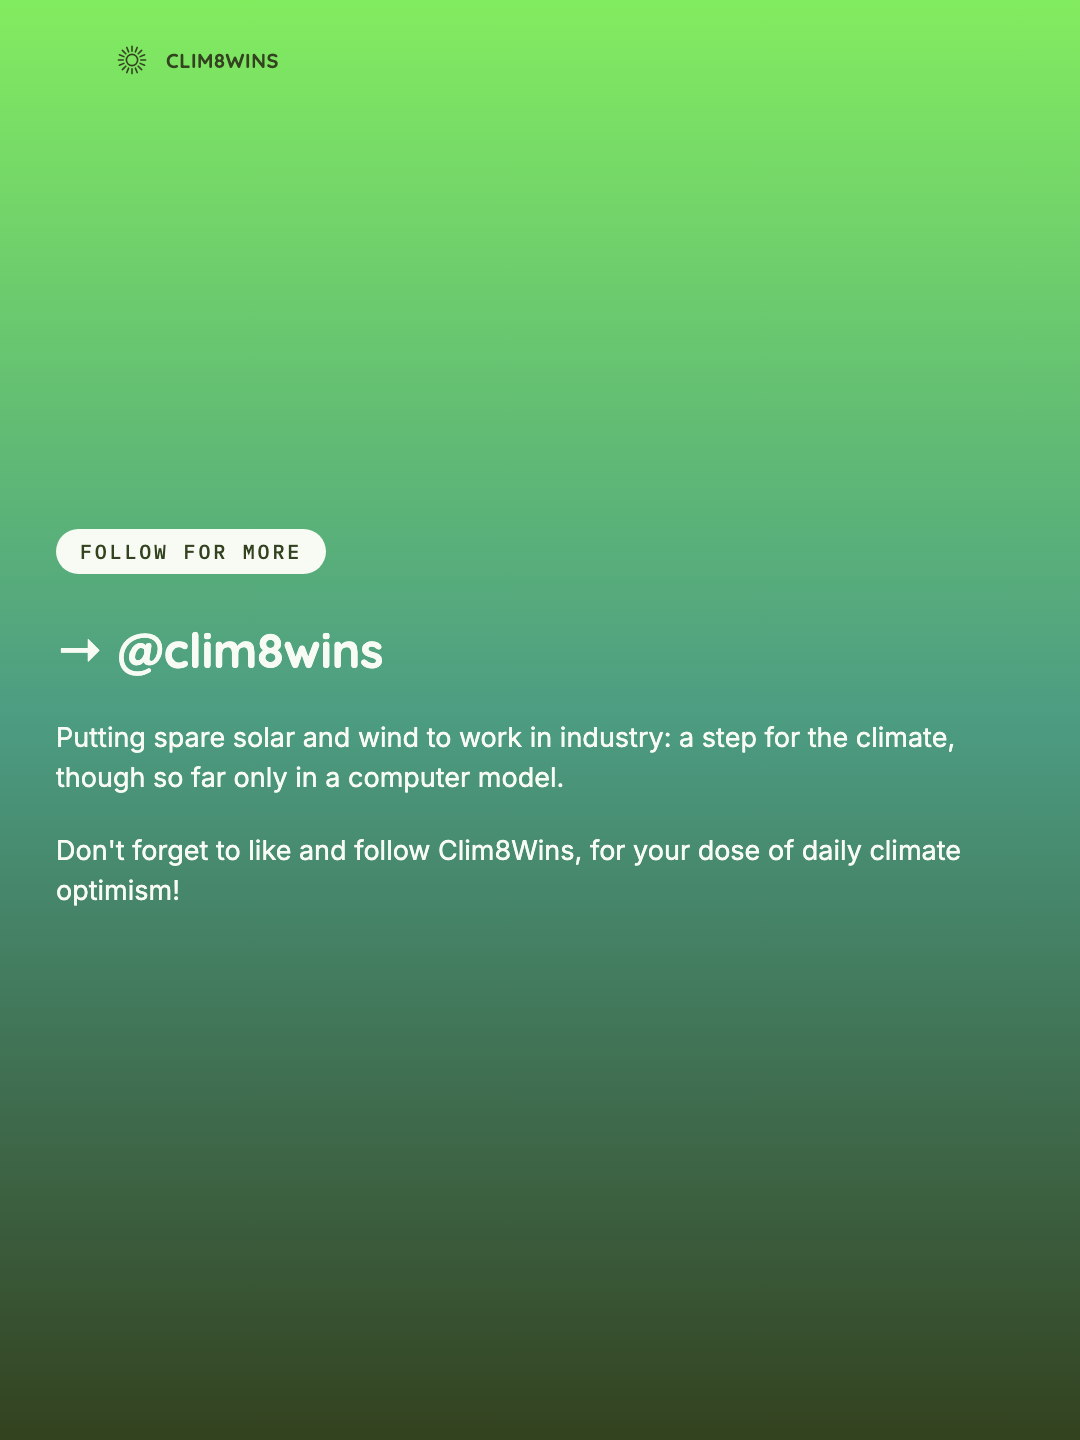 CLIM8WINS
FOLLOW FOR MORE
→ @clim8wins
Putting spare solar and wind to work in industry: a step for the climate,
though so far only in a computer model.
Don't forget to like and follow Clim8Wins, for your dose of daily climate
optimism!